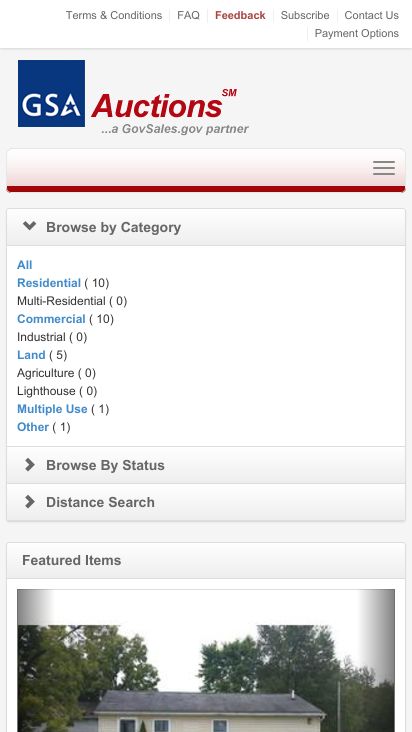 Terms & Conditions FAQ Feedback Subscribe Contact Us
Payment Options
GSA Auctions SM
...a GovSales.gov partner
Browse by Category
All
Residential ( 10)
Multi-Residential ( 0)
Commercial ( 10)
Industrial ( 0)
Land ( 5)
Agriculture ( 0)
Lighthouse ( 0)
Multiple Use ( 1)
Other ( 1)
Browse By Status
Distance Search
Featured Items